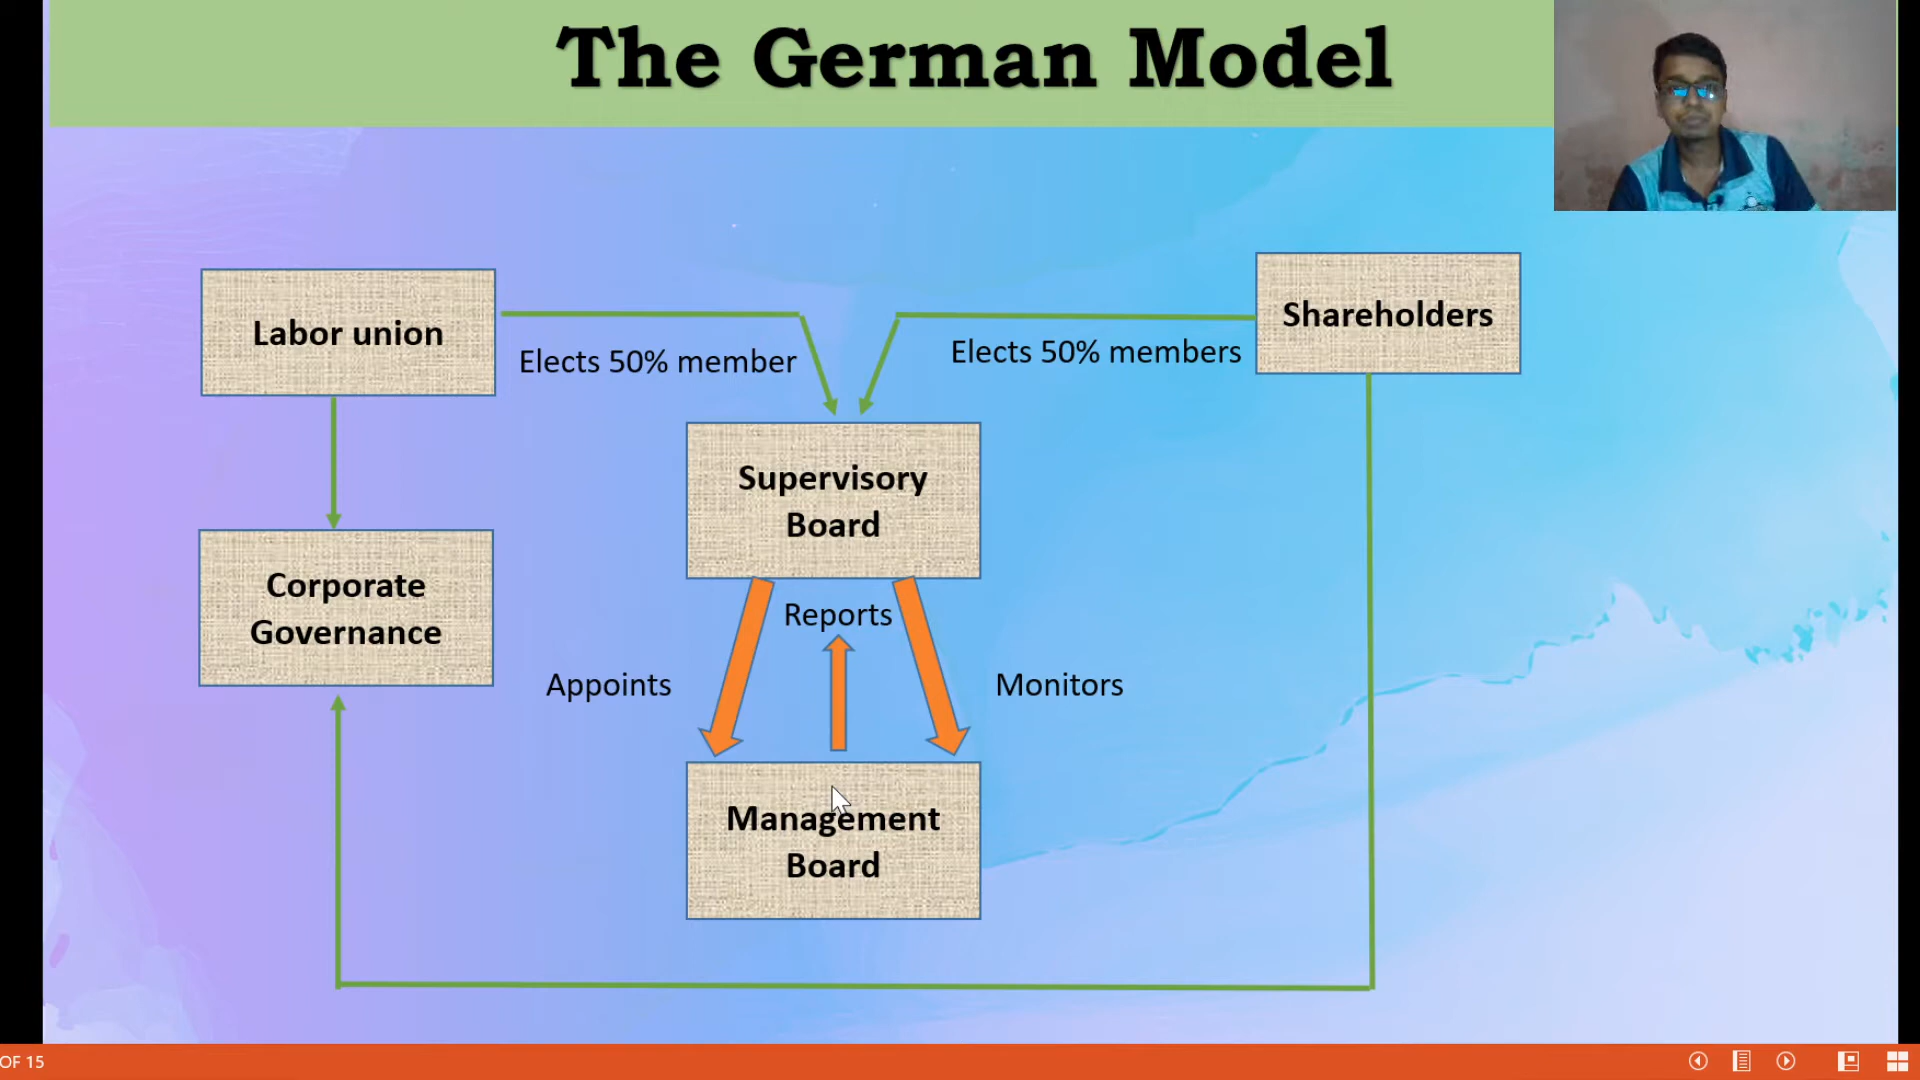 The German Model
Labor union
Shareholders
Elects 50% member
Elects 50% members
Supervisory
Board
Corporate
Governance
Reports
Appoints
Monitors
Management
Board
OF 15